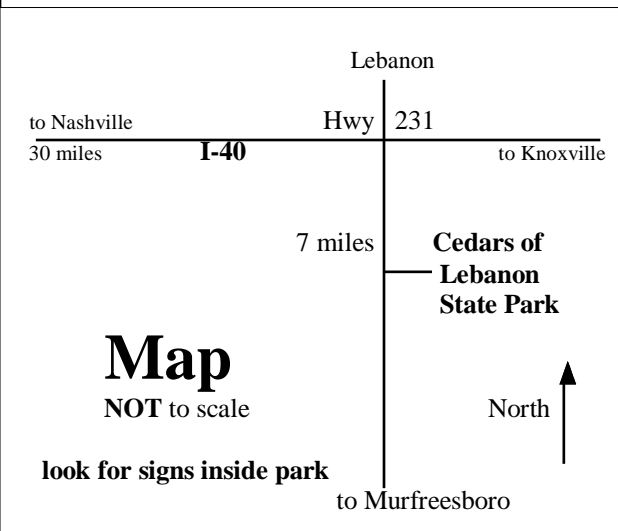 Lebanon
Hwy 231
to Nashville
30 miles
I-40
to Knoxville
7 miles
Cedars of
Lebanon
State Park
Map
NOT to scale
North
look for signs inside park
to Murfreesboro